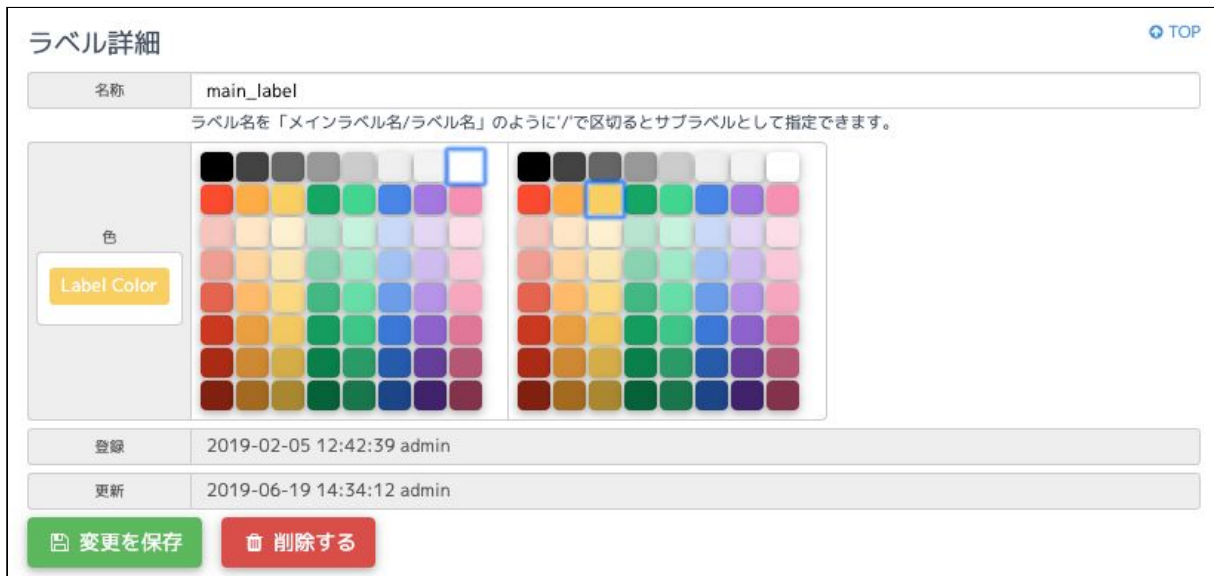 ラベル詳細
TOP
名称 main_label
ラベル名を「メインラベル名/ラベル名」のように'/'で区切るとサブラベルとして指定できます。
色
Label Color
登録 2019-02-05 12:42:39 admin
更新 2019-06-19 14:34:12 admin
変更を保存 削除する